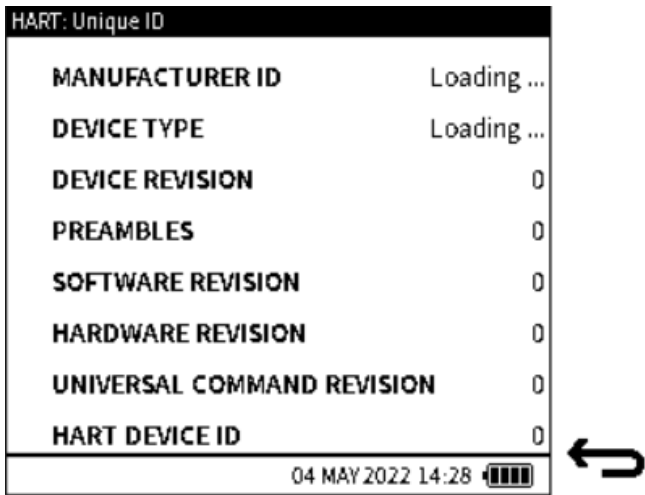 HART: Unique ID
MANUFACTURER ID Loading ...
DEVICE TYPE Loading ...
DEVICE REVISION 0
PREAMBLES 0
SOFTWARE REVISION 0
HARDWARE REVISION 0
UNIVERSAL COMMAND REVISION 0
HART DEVICE ID 0
04 MAY 2022 14:28